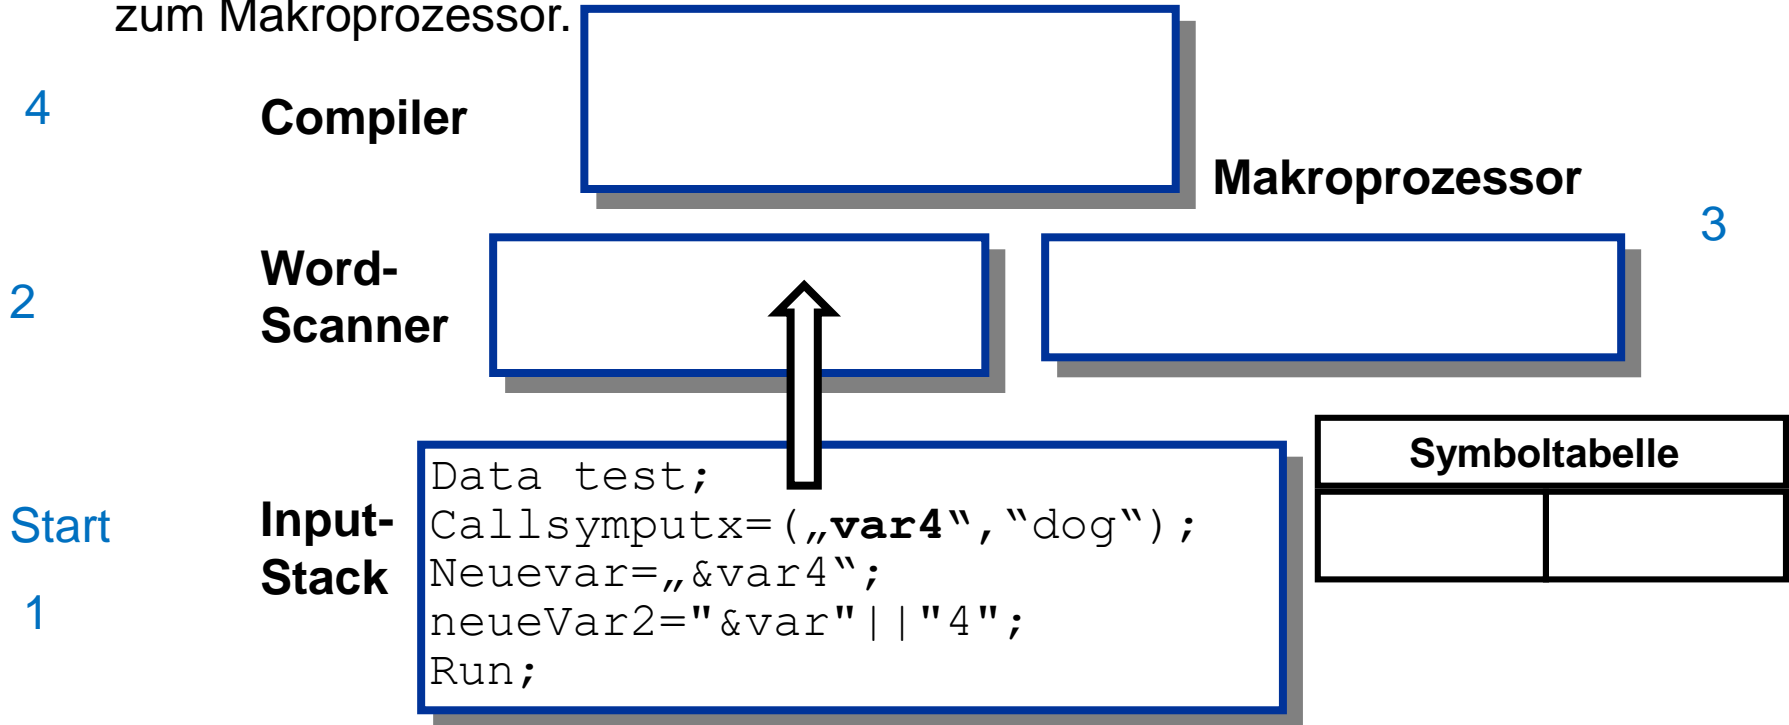 zum Makroprozessor.
4
Compiler
Makroprozessor
3
Word-
Scanner
2
Symboltabelle
Start
1
Input-
Stack
Data test;
Callsymputx=(„var4“,“dog“);
Neuevar=„&var4“;
neueVar2="&var"||"4";
Run;